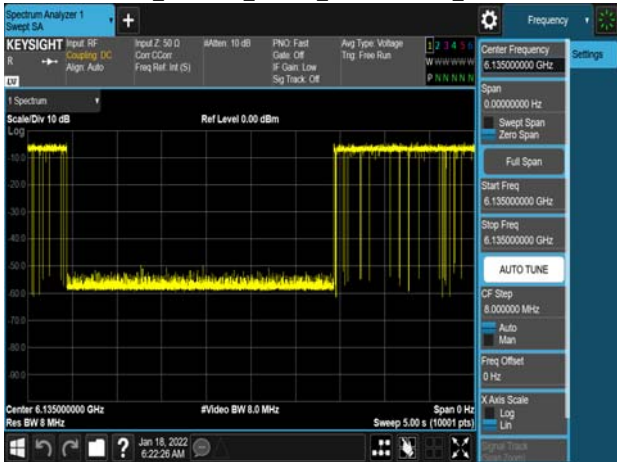 Spectrum Analyzer 1
Swept SA
+
Frequency
KEYSIGHT
R
LXI
Input: RF
Coupling: DC
Align: Auto
Input Z: 50 Ω
Corr CCorr
Freq Ref: Int (S)
#Atten: 10 dB
PNO: Fast
Gate: Off
IF Gain: Low
Sig Track: Off
Avg Type: Voltage
Trig: Free Run
1 2 3 4 5 6
W W W W W W
P N N N N N
1 Spectrum
Scale/Div 10 dB
Ref Level 0.00 dBm
Log
-10.0
-20.0
-30.0
-40.0
-50.0
-60.0
-70.0
-80.0
-90.0
Center 6.135000000 GHz
#Video BW 8.0 MHz
Span 0 Hz
Res BW 8 MHz
Sweep 5.00 s (10001 pts)
Center Frequency
6.135000000 GHz
Settings
Span
0.00000000 Hz
Swept Span
Zero Span
Full Span
Start Freq
6.135000000 GHz
Stop Freq
6.135000000 GHz
AUTO TUNE
CF Step
8.000000 MHz
Auto
Man
Freq Offset
0 Hz
X Axis Scale
Log
Lin
Signal Track
(Span Zoom)
?
Jan 18, 2022
6:22:26 AM